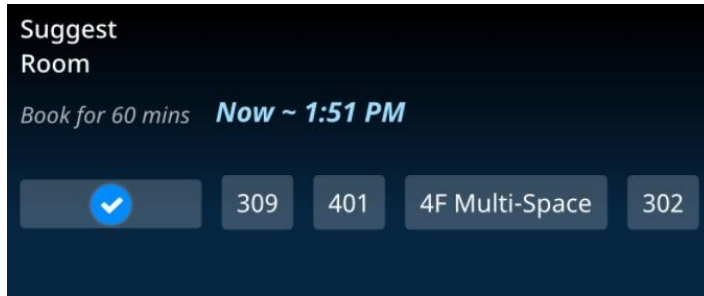 Suggest
Room
Book for 60 mins Now ~ 1:51 PM
309 401 4F Multi-Space 302